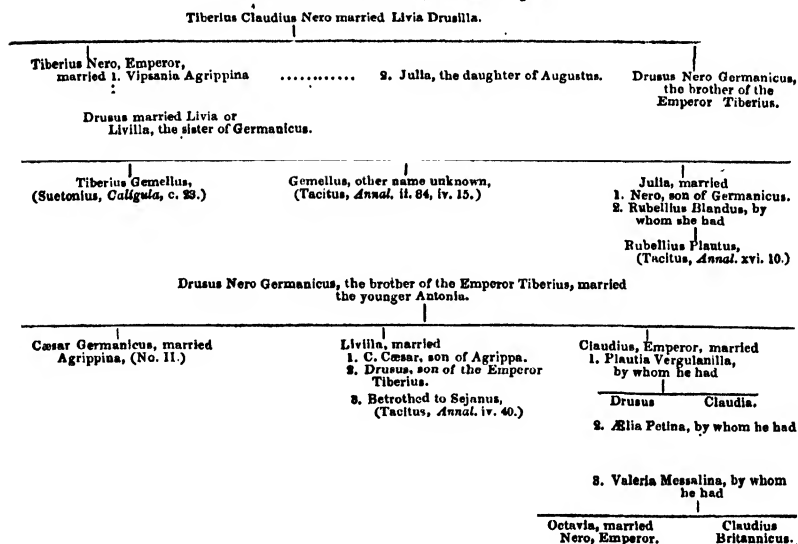 Tiberius Claudius Nero married Livia Drusilla.
Tiberius Nero, Emperor,
married 1. Vipsania Agrippina ............ 2. Julia, the daughter of Augustus.
Drusus Nero Germanicus,
the brother of the
Emperor Tiberius.
Drusus married Livia or
Livilla, the sister of Germanicus.
Tiberius Gemellus,
(Suetonius, Caligula, c. 23.)
Gemellus, other name unknown,
(Tacitus, Annal. ii. 84, iv. 15.)
Julia, married
1. Nero, son of Germanicus.
2. Rubellius Blandus, by
whom she had
Rubellius Plautus,
(Tacitus, Annal. xvi. 10.)
Drusus Nero Germanicus, the brother of the Emperor Tiberius, married
the younger Antonia.
Cæsar Germanicus, married
Agrippina, (No. II.)
Livilla, married
1. C. Cæsar, son of Agrippa.
2. Drusus, son of the Emperor
Tiberius.
3. Betrothed to Sejanus,
(Tacitus, Annal. iv. 40.)
Claudius, Emperor, married
1. Plautia Vergulanilla,
by whom he had
Drusus Claudia.
2. Ælia Petina, by whom he had
3. Valeria Messalina, by whom
he had
Octavia, married
Nero, Emperor.
Claudius
Britannicus.